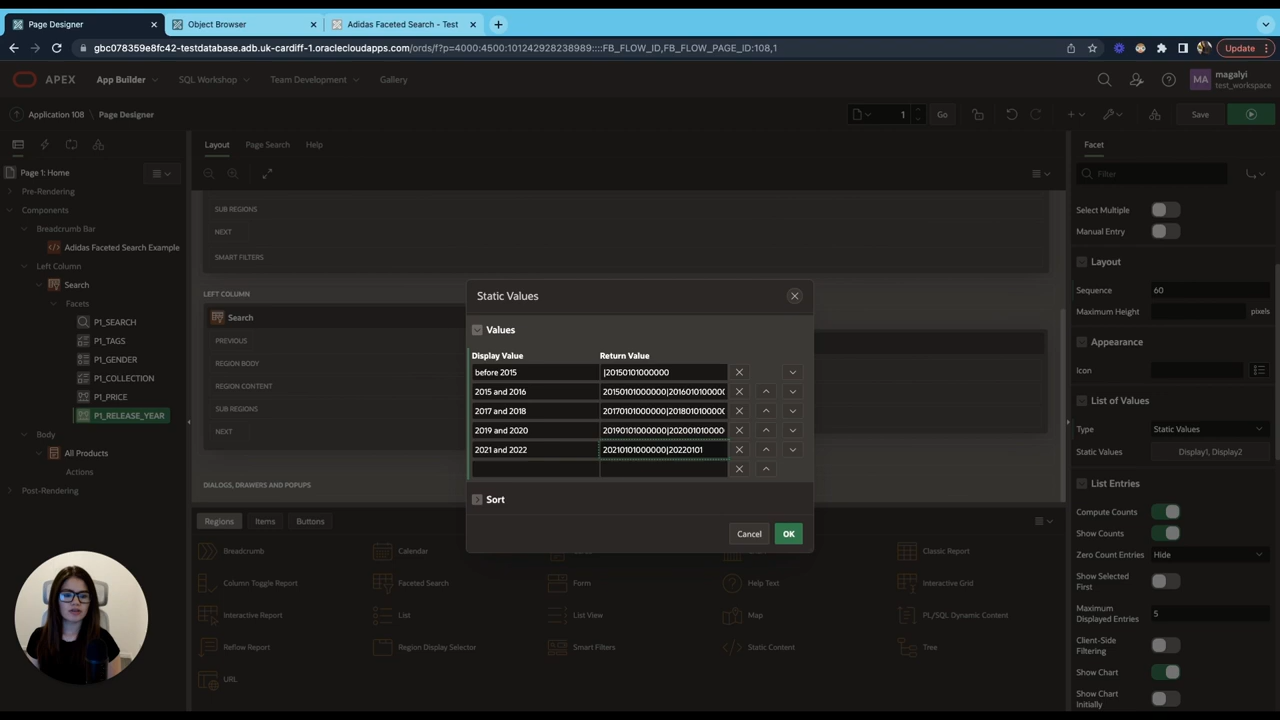 Page Designer
Object Browser
Adidas Faceted Search - Test
gbc078359e8fc42-testdatabase.adb.uk-cardiff-1.oraclecloudapps.com/ords/f?p=4000:4500:101242928238989::::FB_FLOW_ID,FB_FLOW_PAGE_ID:108,1
Update
APEX
App Builder
SQL Workshop
Team Development
Gallery
MA
magalyi
test_workspace
Application 108 \ Page Designer
1
Go
Save
Layout
Page Search
Help
Facet
Page 1: Home
Filter
Pre-Rendering
Components
Breadcrumb Bar
Adidas Faceted Search Example
Left Column
Search
Facets
P1_SEARCH
P1_TAGS
P1_GENDER
P1_COLLECTION
P1_PRICE
P1_RELEASE_YEAR
Body
All Products
Actions
Post-Rendering
SUB REGIONS
NEXT
SMART FILTERS
LEFT COLUMN
Search
PREVIOUS
REGION BODY
REGION CONTENT
SUB REGIONS
NEXT
DIALOGS, DRAWERS AND POPUPS
Static Values
Values
Display Value Return Value
before 2015 |20150101000000
2015 and 2016 20150101000000|2016010100000
2017 and 2018 20170101000000|2018010100000
2019 and 2020 20190101000000|2020010100000
2021 and 2022 20210101000000|20220101
Sort
Cancel
OK
Regions
Items
Buttons
Breadcrumb
Calendar
Classic Report
Column Toggle Report
Faceted Search
Form
Help Text
Interactive Grid
Interactive Report
List
List View
Map
PL/SQL Dynamic Content
Reflow Report
Region Display Selector
Smart Filters
Static Content
Tree
URL
Select Multiple
Manual Entry
Layout
Sequence 60
Maximum Height pixels
Appearance
Icon
List of Values
Type Static Values
Static Values Display1, Display2
List Entries
Compute Counts
Show Counts
Zero Count Entries Hide
Show Selected
First
Maximum
Displayed Entries 5
Client-Side
Filtering
Show Chart
Show Chart
Initially